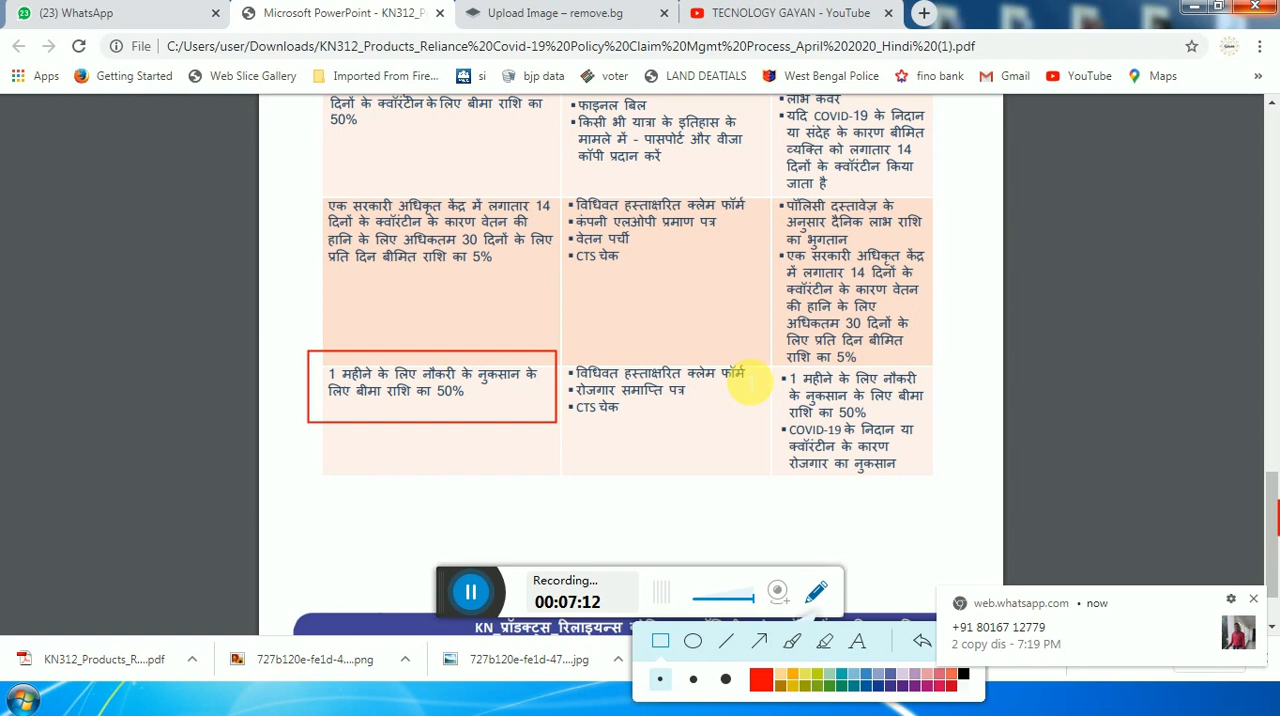 (23) WhatsApp
Microsoft PowerPoint - KN312_P
Upload Image – remove.bg
TECNOLOGY GAYAN - YouTube
File
C:/Users/user/Downloads/KN312_Products_Reliance%20Covid-19%20Policy%20Claim%20Mgmt%20Process_April%202020_Hindi (1).pdf
Apps
Getting Started
Web Slice Gallery
Imported From Fire...
si
bjp data
voter
LAND DEATIALS
West Bengal Police
fino bank
Gmail
YouTube
Maps
»
दिनों के क्वॉरंटीन के लिए बीमा राशि का
50%
▪ फाइनल बिल
▪ किसी भी यात्रा के इतिहास के
मामले में - पासपोर्ट और वीजा
कॉपी प्रदान करें
लाभ कवर
▪ यदि COVID-19 के निदान
या संदेह के कारण बीमित
व्यक्ति को लगातार 14
दिनों के क्वॉरंटीन किया
जाता है
एक सरकारी अधिकृत केंद्र में लगातार 14
दिनों के क्वॉरंटीन के कारण वेतन की
हानि के लिए अधिकतम 30 दिनों के लिए
प्रति दिन बीमित राशि का 5%
▪ विधिवत हस्ताक्षरित क्लेम फॉर्म
▪ कंपनी एलओपी प्रमाण पत्र
▪ वेतन पर्ची
▪ CTS चेक
▪ पॉलिसी दस्तावेज़ के
अनुसार दैनिक लाभ राशि
का भुगतान
▪ एक सरकारी अधिकृत केंद्र
में लगातार 14 दिनों के
क्वॉरंटीन के कारण वेतन
की हानि के लिए
अधिकतम 30 दिनों के
लिए प्रति दिन बीमित
राशि का 5%
1 महीने के लिए नौकरी के नुकसान के
लिए बीमा राशि का 50%
▪ विधिवत हस्ताक्षरित क्लेम फॉर्म
▪ रोजगार समाप्ति पत्र
▪ CTS चेक
▪ 1 महीने के लिए नौकरी
के नुकसान के लिए बीमा
राशि का 50%
▪ COVID-19 के निदान या
क्वॉरंटीन के कारण
रोजगार का नुकसान
Recording...
00:07:12
KN_प्रॉडक्ट्स_रिलाइयन्स
web.whatsapp.com • now
+91 80167 12779
2 copy dis - 7:19 PM
A
KN312_Products_R....pdf
727b120e-fe1d-4....png
727b120e-fe1d-47....jpg